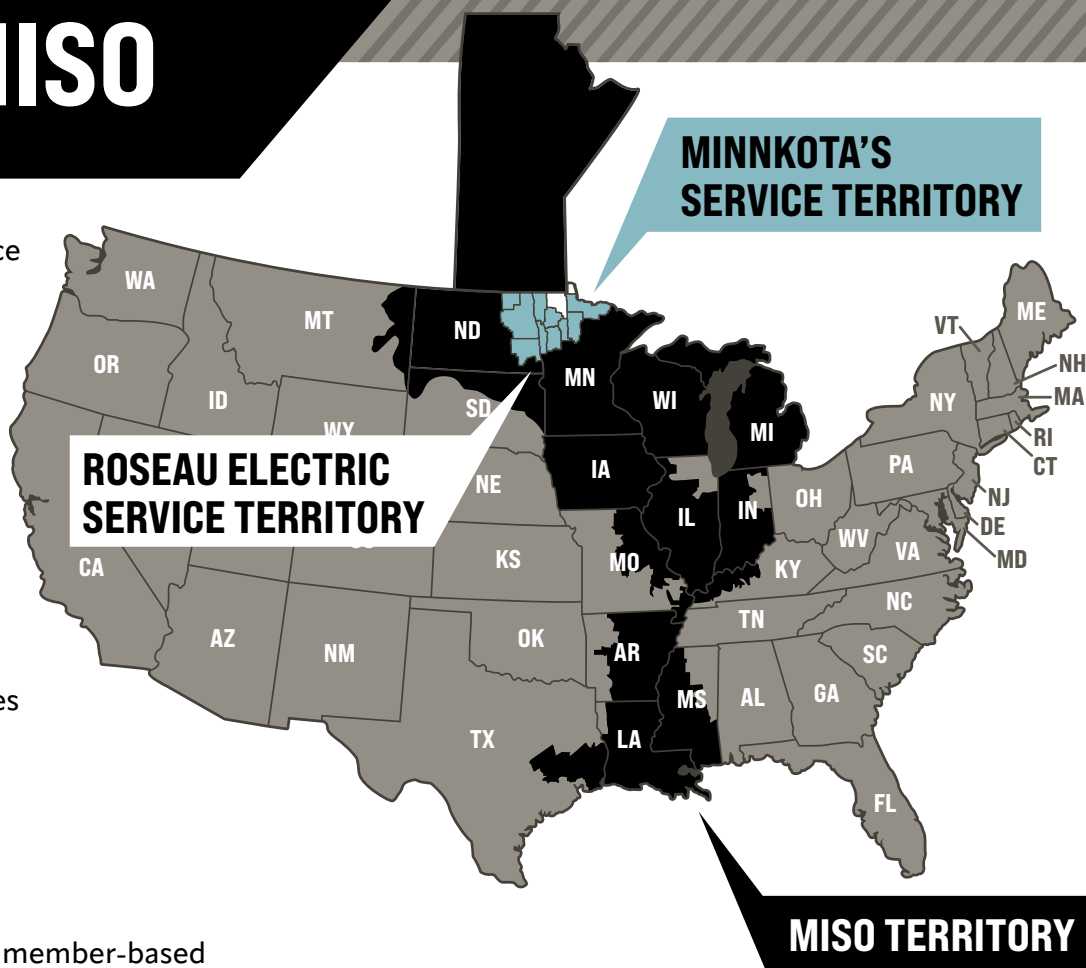 MISO
ce
MINNKOTA'S
SERVICE TERRITORY
WA
MT
ND
ME
VT
OR
MN
NH
ID
WI
NY
MA
SD
WY
MI
RI
CT
PA
ROSEAU ELECTRIC
SERVICE TERRITORY
IA
NE
OH
NJ
IL
IN
DE
WV
VA
MD
CA
KS
MO
KY
NC
TN
AZ
NM
OK
AR
SC
MS
AL
GA
es
TX
LA
FL
MISO TERRITORY
member-based